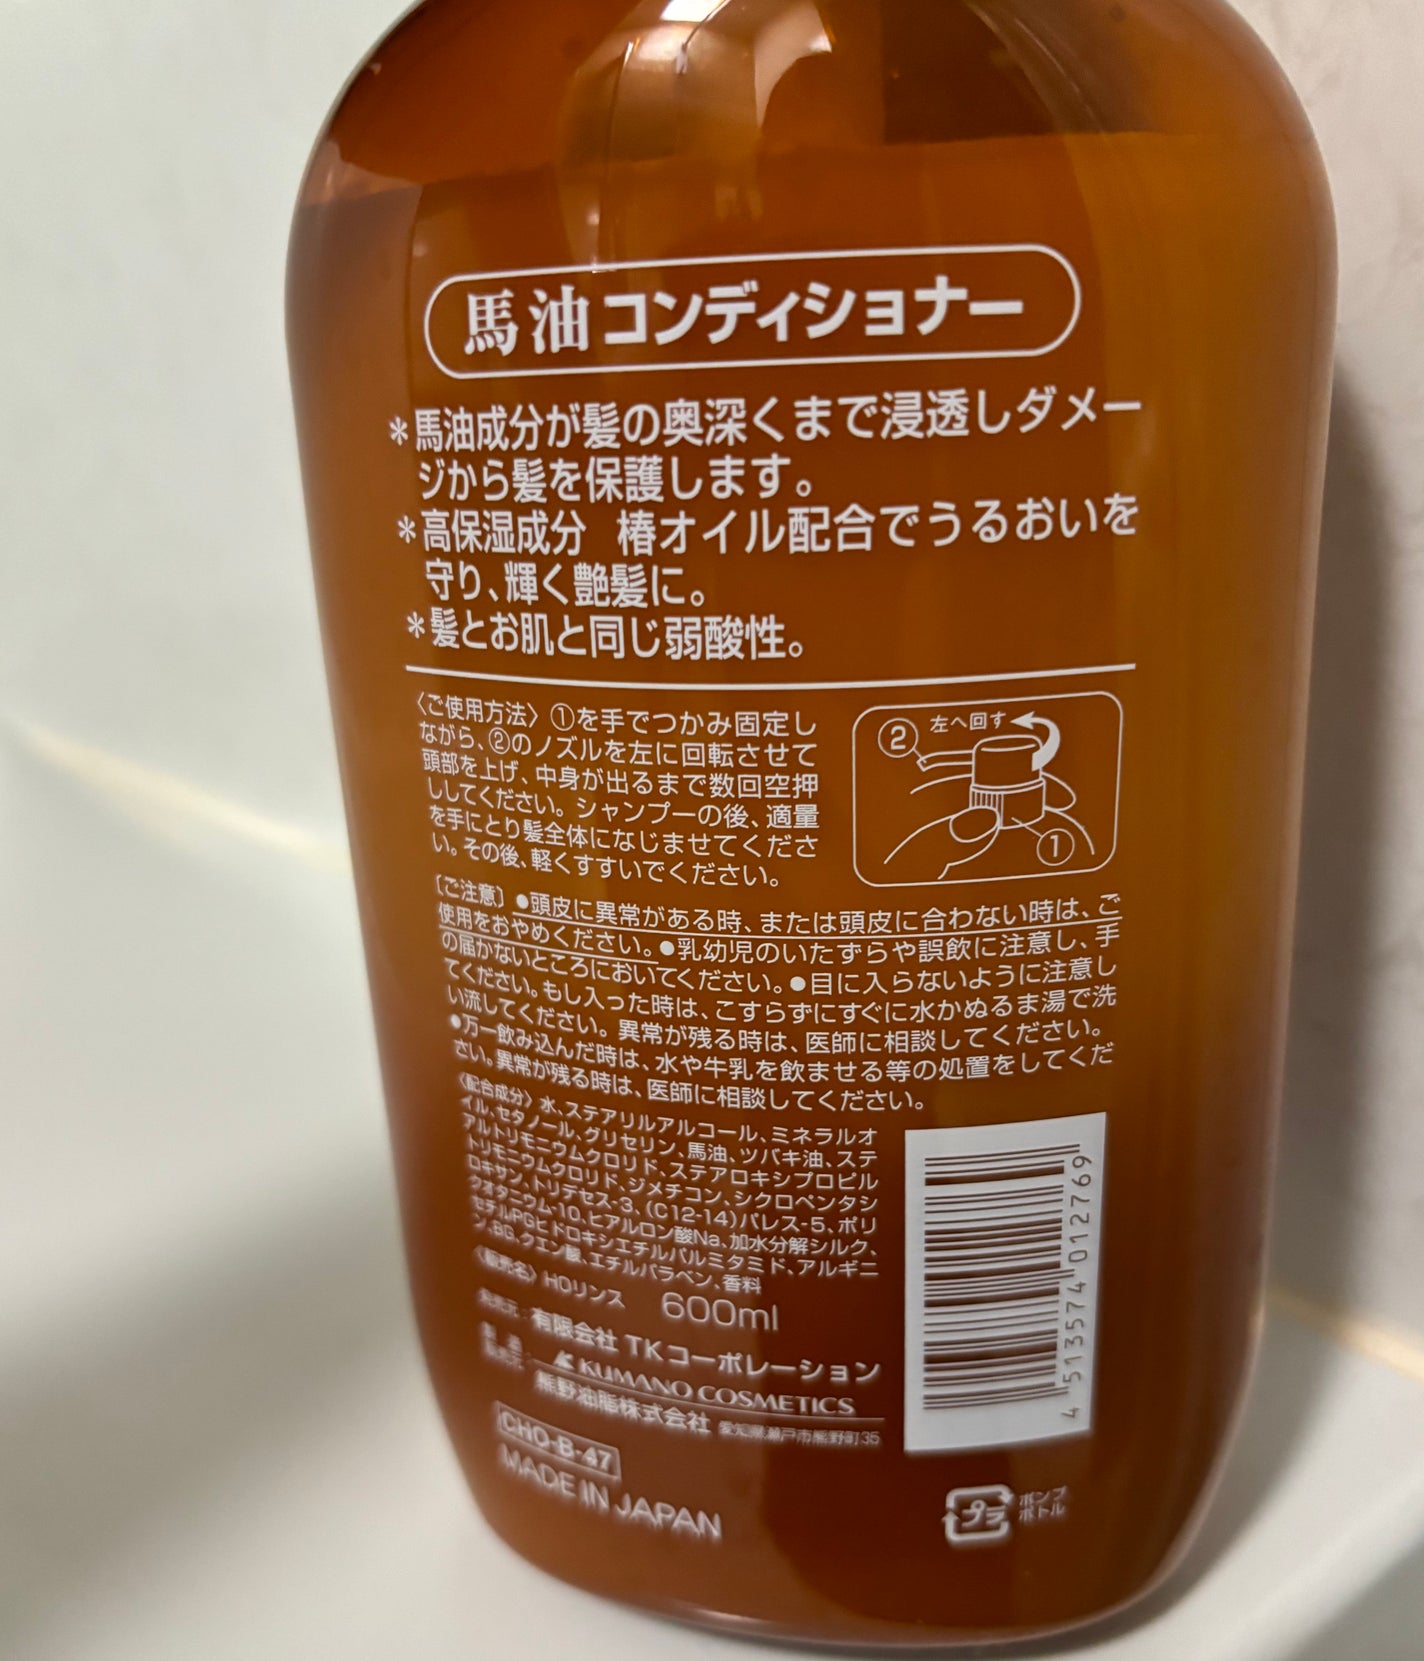 馬油コンディショナー
＊馬油成分が髪の奥深くまで浸透しダメー
ジから髪を保護します。
＊高保湿成分　椿オイル配合でうるおいを
守り、輝く艶髪に。
＊髪とお肌と同じ弱酸性。
〈ご使用方法〉①を手でつかみ固定し
ながら、②のノズルを左に回転させて
頭部を上げ、中身が出るまで数回空押
ししてください。シャンプーの後、適量
を手にとり髪全体になじませてくださ
い。その後、軽くすすいでください。
② 左へ回す
①
［ご注意］●頭皮に異常がある時、または頭皮に合わない時は、ご
使用をおやめください。●乳幼児のいたずらや誤飲に注意し、手
の届かないところにおいてください。●目に入らないように注意し
てください。もし入った時は、こすらずにすぐに水かぬるま湯で洗
い流してください。異常が残る時は、医師に相談してください。
●万一飲み込んだ時は、水や牛乳を飲ませる等の処置をしてくだ
さい。異常が残る時は、医師に相談してください。
〈配合成分〉水、ステアリルアルコール、ミネラルオ
イル、セタノール、グリセリン、馬油、ツバキ油、ステ
アルトリモニウムクロリド、ステアロキシプロピル
トリモニウムクロリド、ジメチコン、シクロペンタシ
ロキサン、トリデセス-3、(C12-14)パレス-5、ポリ
クオタニウム-10、ヒアルロン酸Na、加水分解シルク、
セチルPGヒドロキシエチルパルミタミド、アルギニ
ン、BG、クエン酸、エチルパラベン、香料
〈販売名〉HOリンス 600ml
発売元：有限会社 TKコーポレーション
KUMANO COSMETICS
熊野油脂株式会社 愛知県瀬戸市熊野町35
CHO-B-47
MADE IN JAPAN
4 513574 012769
プラ ポンプ
ボトル